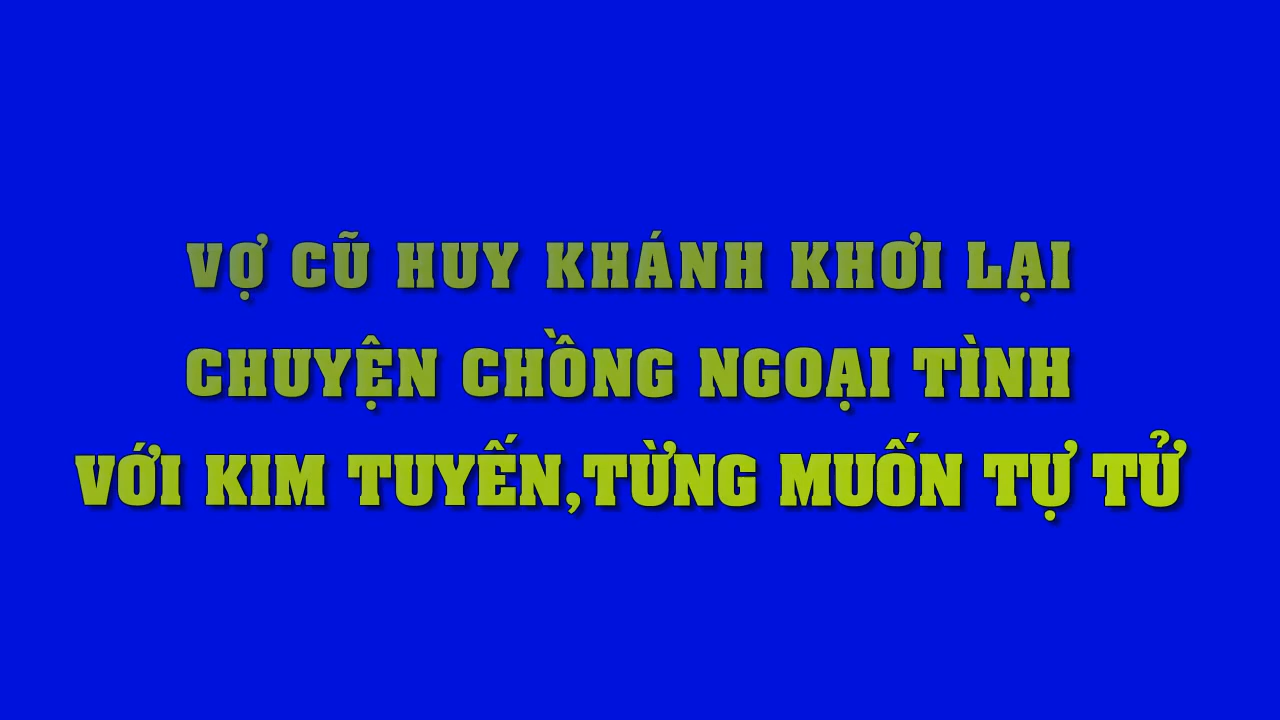 VỢ CŨ HUY KHÁNH KHƠI LẠI
CHUYỆN CHỒNG NGOẠI TÌNH
VỚI KIM TUYẾN,TỪNG MUỐN TỰ TỬ